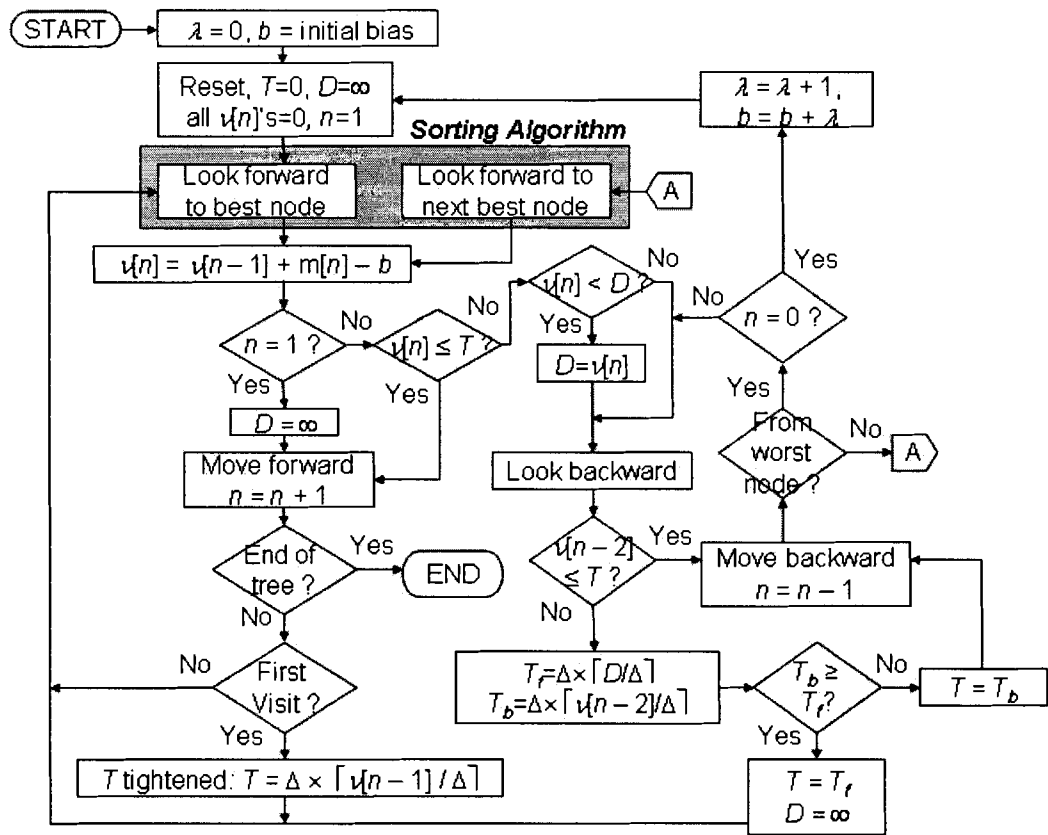 START
λ = 0, b = initial bias
Reset, T=0, D=∞
all ν[n]'s=0, n=1
λ = λ + 1,
b = b + λ
Sorting Algorithm
Look forward
to best node
Look forward to
next best node
A
ν[n] = ν[n−1] + m[n] − b
ν[n] < D ?
No
Yes
D=ν[n]
n = 1 ?
No
Yes
ν[n] ≤ T ?
No
Yes
n = 0 ?
No
Yes
D = ∞
Move forward
n = n + 1
From
worst
node ?
Yes
No
A
Look backward
End of
tree ?
Yes
No
END
ν[n − 2]
≤ T ?
Yes
No
Move backward
n = n − 1
First
Visit ?
No
Yes
T_f=Δ×⌈D/Δ⌉
T_b=Δ×⌈ν[n−2]/Δ⌉
T_b ≥
T_f?
No
Yes
T = T_b
T tightened: T = Δ × ⌈ν[n−1] / Δ⌉
T = T_f
D = ∞